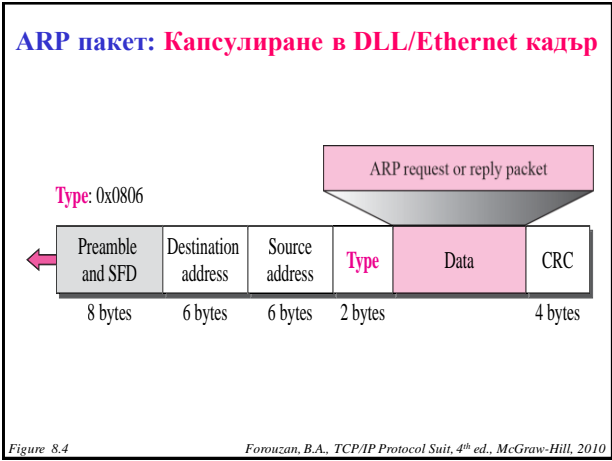 ARP пакет: Капсулиране в DLL/Ethernet кадър
ARP request or reply packet
Type: 0x0806
Preamble and SFD
Destination address
Source address
Type
Data
CRC
8 bytes
6 bytes
6 bytes
2 bytes
4 bytes
Figure 8.4
Forouzan, B.A., TCP/IP Protocol Suit, 4th ed., McGraw-Hill, 2010